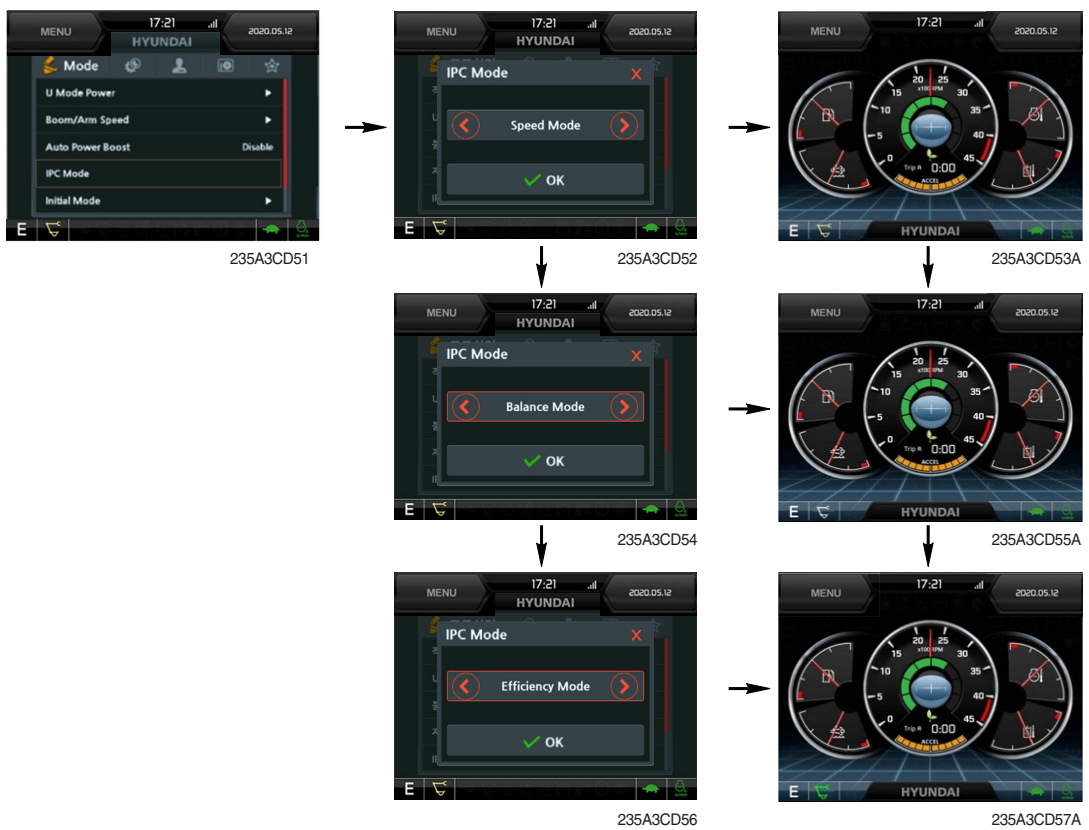 MENU
17:21
2020.05.12
HYUNDAI
Mode
U Mode Power
Boom/Arm Speed
Auto Power Boost Disable
IPC Mode
Initial Mode
E
235A3CD51
MENU
17:21
2020.05.12
HYUNDAI
IPC Mode X
Speed Mode
OK
E
235A3CD52
MENU
17:21
2020.05.12
15 20 25 30
x100 RPM
10 35
5 40
0 45
Trip A 0:00
ACCEL
E
HYUNDAI
235A3CD53A
MENU
17:21
2020.05.12
HYUNDAI
IPC Mode X
Balance Mode
OK
E
235A3CD54
MENU
17:21
2020.05.12
15 20 25 30
x100 RPM
10 35
5 40
0 45
Trip A 0:00
ACCEL
E
HYUNDAI
235A3CD55A
MENU
17:21
2020.05.12
HYUNDAI
IPC Mode X
Efficiency Mode
OK
E
235A3CD56
MENU
17:21
2020.05.12
15 20 25 30
x100 RPM
10 35
5 40
0 45
Trip A 0:00
ACCEL
E
HYUNDAI
235A3CD57A